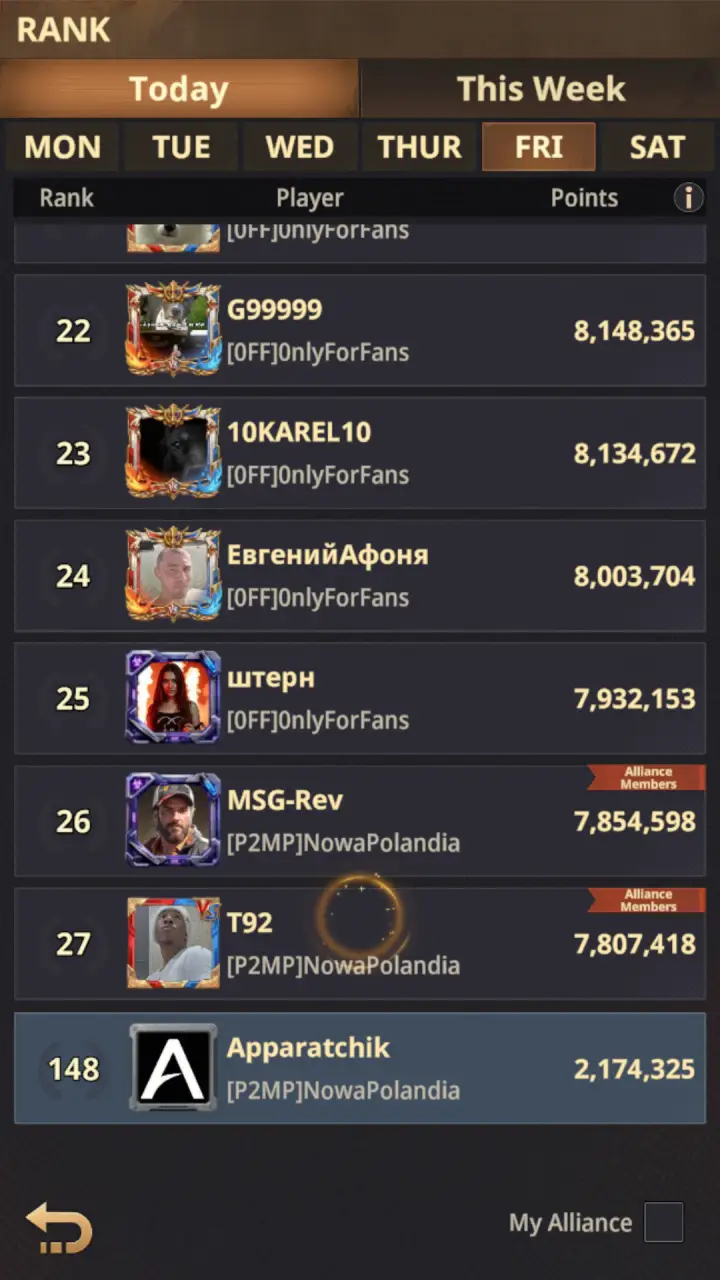 RANK
Today
This Week
MON TUE WED THUR FRI SAT
Rank Player Points
[0FF]0nlyForFans
22 G99999 8,148,365
[0FF]0nlyForFans
23 10KAREL10 8,134,672
[0FF]0nlyForFans
24 ЕвгенийАфоня 8,003,704
[0FF]0nlyForFans
25 штерн 7,932,153
[0FF]0nlyForFans
Alliance
Members
26 MSG-Rev 7,854,598
[P2MP]NowaPolandia
Alliance
Members
27 T92 7,807,418
[P2MP]NowaPolandia
148 Apparatchik 2,174,325
[P2MP]NowaPolandia
My Alliance